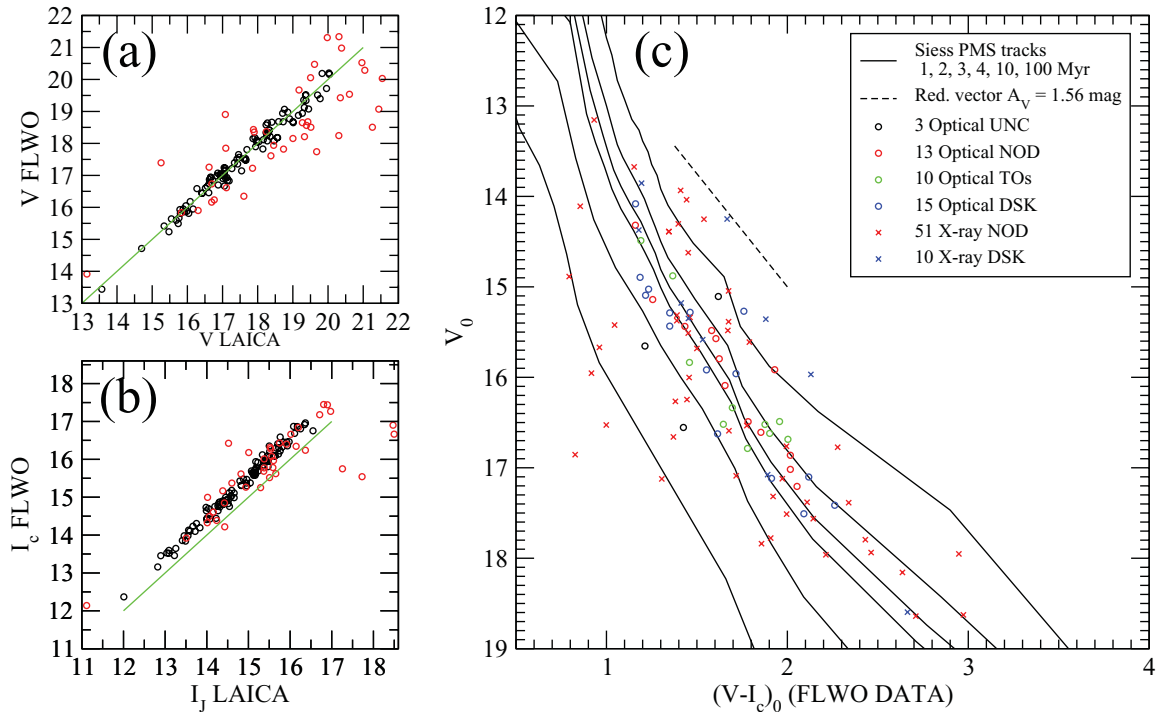 (a)
22
21
20
19
18
17
16
15
14
13
V FLWO
13 14 15 16 17 18 19 20 21 22
V LAICA
(b)
18
17
16
15
14
13
12
11
I_c FLWO
11 12 13 14 15 16 17 18
I_J LAICA
(c)
12
13
14
15
16
17
18
19
V_0
1 2 3 4
(V-I_c)_0 (FLWO DATA)
Siess PMS tracks
1, 2, 3, 4, 10, 100 Myr
Red. vector A_V = 1.56 mag
3 Optical UNC
13 Optical NOD
10 Optical TOs
15 Optical DSK
51 X-ray NOD
10 X-ray DSK